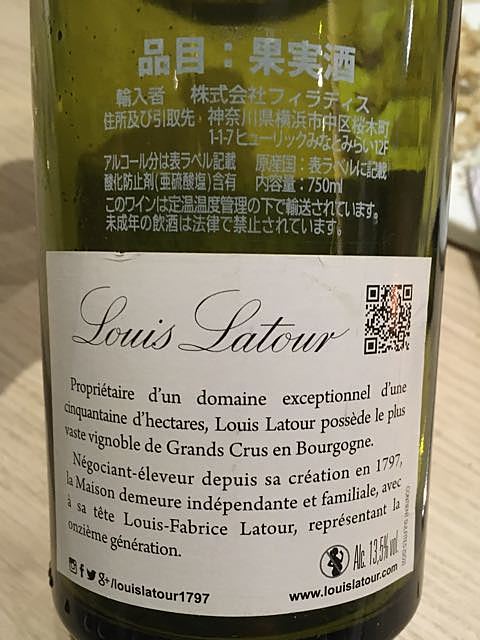 品目：果実酒
輸入者 株式会社フィラディス
住所及び引取先 神奈川県横浜市中区桜木町
1-1-7 ヒューリックみなとみらい12F
アルコール分は表ラベルに記載 原産国：表ラベルに記載
酸化防止剤(亜硫酸塩)含有 内容量：750ml
このワインは定温温度管理の下で輸送されています。
未成年の飲酒は法律で禁止されています。
Louis Latour
Propriétaire d'un domaine exceptionnel d'une
cinquantaine d'hectares, Louis Latour possède le plus
vaste vignoble de Grands Crus en Bourgogne.
Négociant-éleveur depuis sa création en 1797,
la Maison demeure indépendante et familiale, avec
à sa tête Louis-Fabrice Latour, représentant la
onzième génération.
Alc. 13,5% vol.
g+/louislatour1797
www.louislatour.com